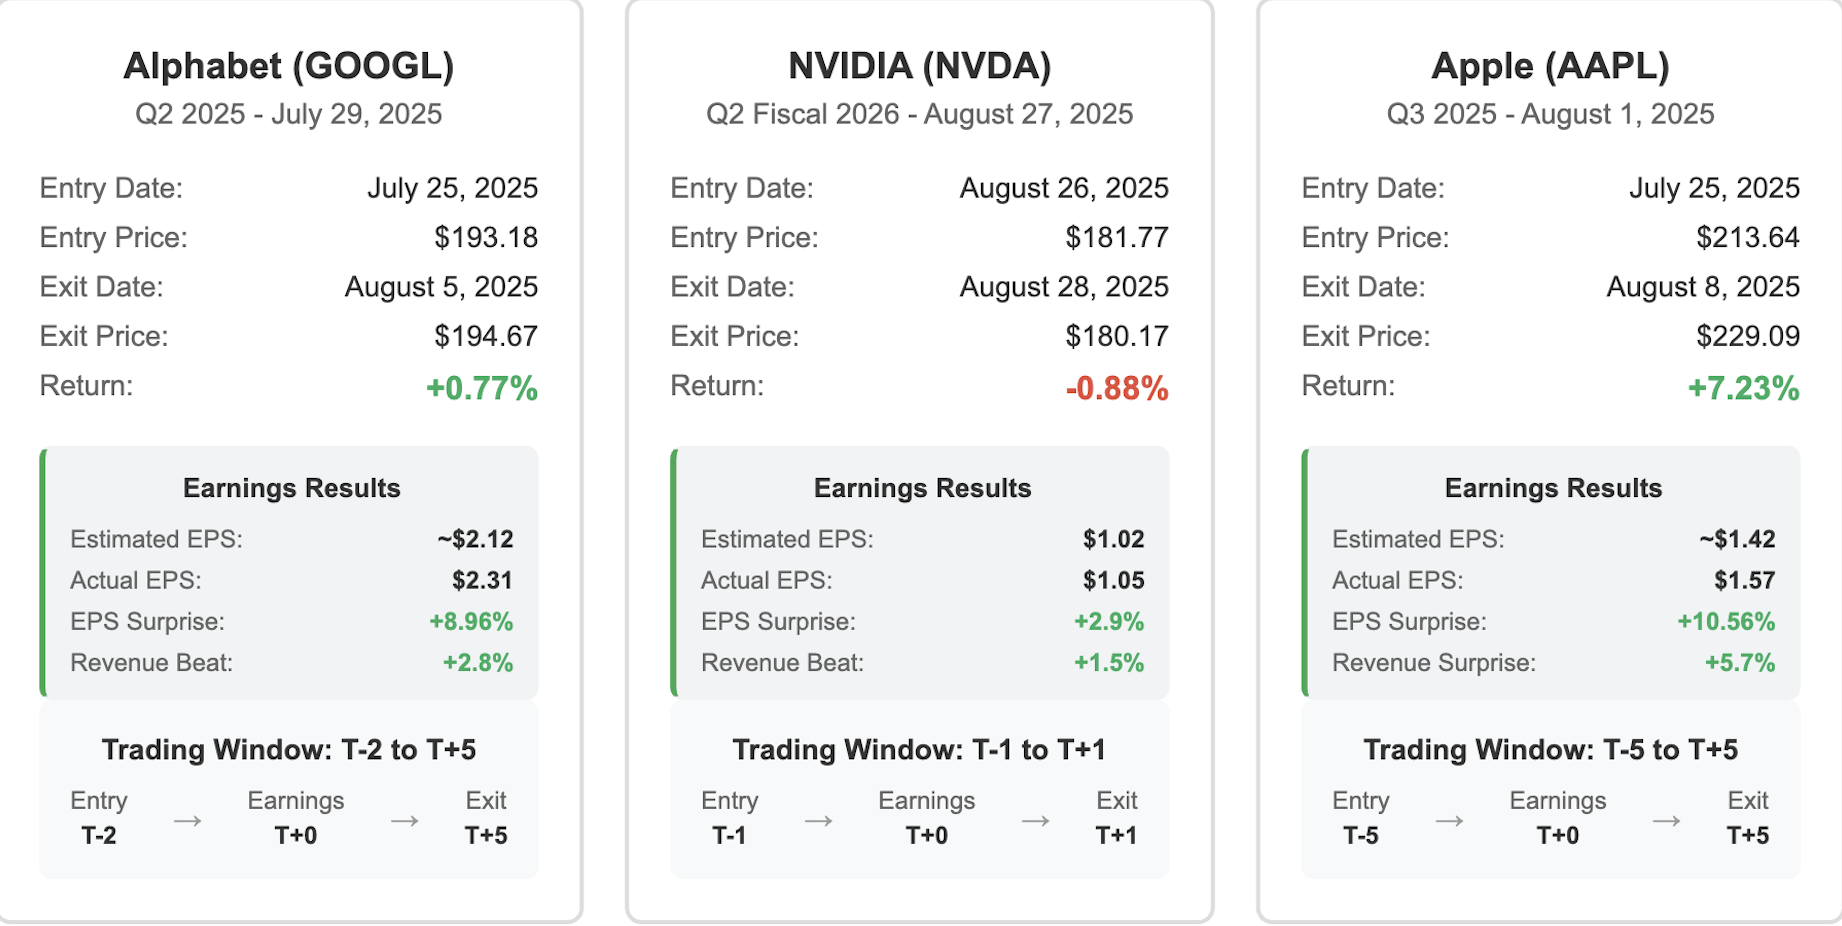 Alphabet (GOOGL)
Q2 2025 - July 29, 2025
Entry Date: July 25, 2025
Entry Price: $193.18
Exit Date: August 5, 2025
Exit Price: $194.67
Return: +0.77%
Earnings Results
Estimated EPS: ~$2.12
Actual EPS: $2.31
EPS Surprise: +8.96%
Revenue Beat: +2.8%
Trading Window: T-2 to T+5
Entry → Earnings → Exit
T-2 T+0 T+5
NVIDIA (NVDA)
Q2 Fiscal 2026 - August 27, 2025
Entry Date: August 26, 2025
Entry Price: $181.77
Exit Date: August 28, 2025
Exit Price: $180.17
Return: -0.88%
Earnings Results
Estimated EPS: $1.02
Actual EPS: $1.05
EPS Surprise: +2.9%
Revenue Beat: +1.5%
Trading Window: T-1 to T+1
Entry → Earnings → Exit
T-1 T+0 T+1
Apple (AAPL)
Q3 2025 - August 1, 2025
Entry Date: July 25, 2025
Entry Price: $213.64
Exit Date: August 8, 2025
Exit Price: $229.09
Return: +7.23%
Earnings Results
Estimated EPS: ~$1.42
Actual EPS: $1.57
EPS Surprise: +10.56%
Revenue Surprise: +5.7%
Trading Window: T-5 to T+5
Entry → Earnings → Exit
T-5 T+0 T+5